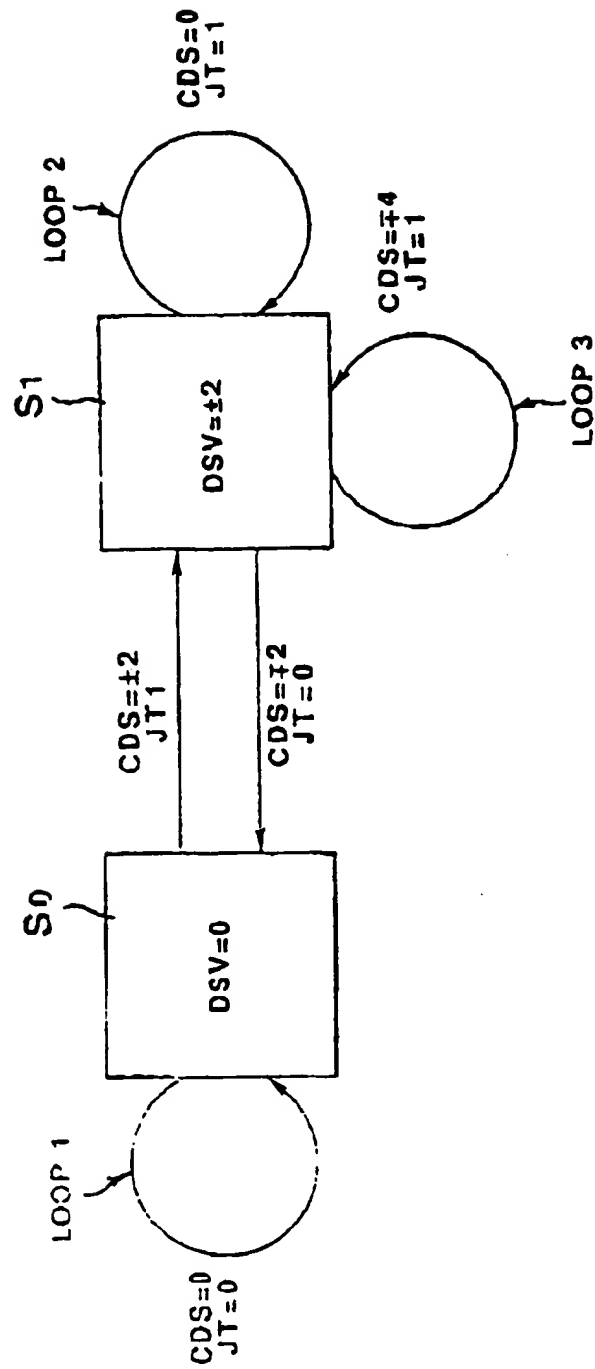 LOOP 1
CDS=0
JT=0
S0
DSV=0
CDS=±2
JT1
CDS=∓2
JT=0
S1
DSV=±2
LOOP 2
CDS=0
JT=1
CDS=∓4
JT=1
LOOP 3